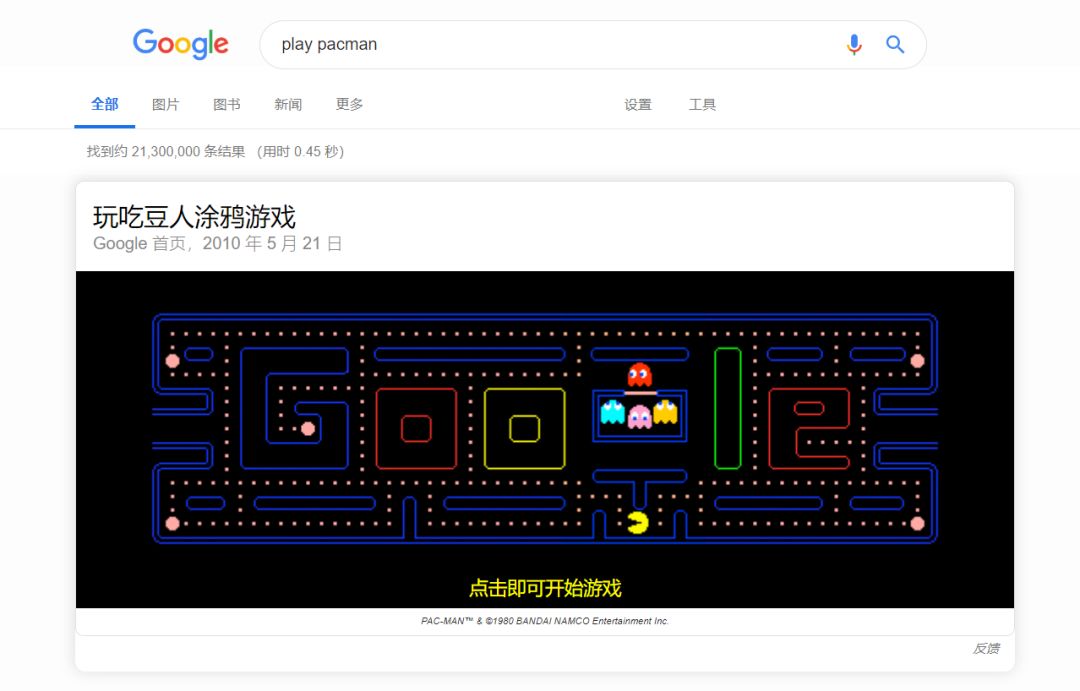 Google play pacman
全部 图片 图书 新闻 更多 设置 工具
找到约 21,300,000 条结果 （用时 0.45 秒）
玩吃豆人涂鸦游戏
Google 首页，2010 年 5 月 21 日
Google
点击即可开始游戏
PAC-MAN™ & ©1980 BANDAI NAMCO Entertainment Inc.
反馈